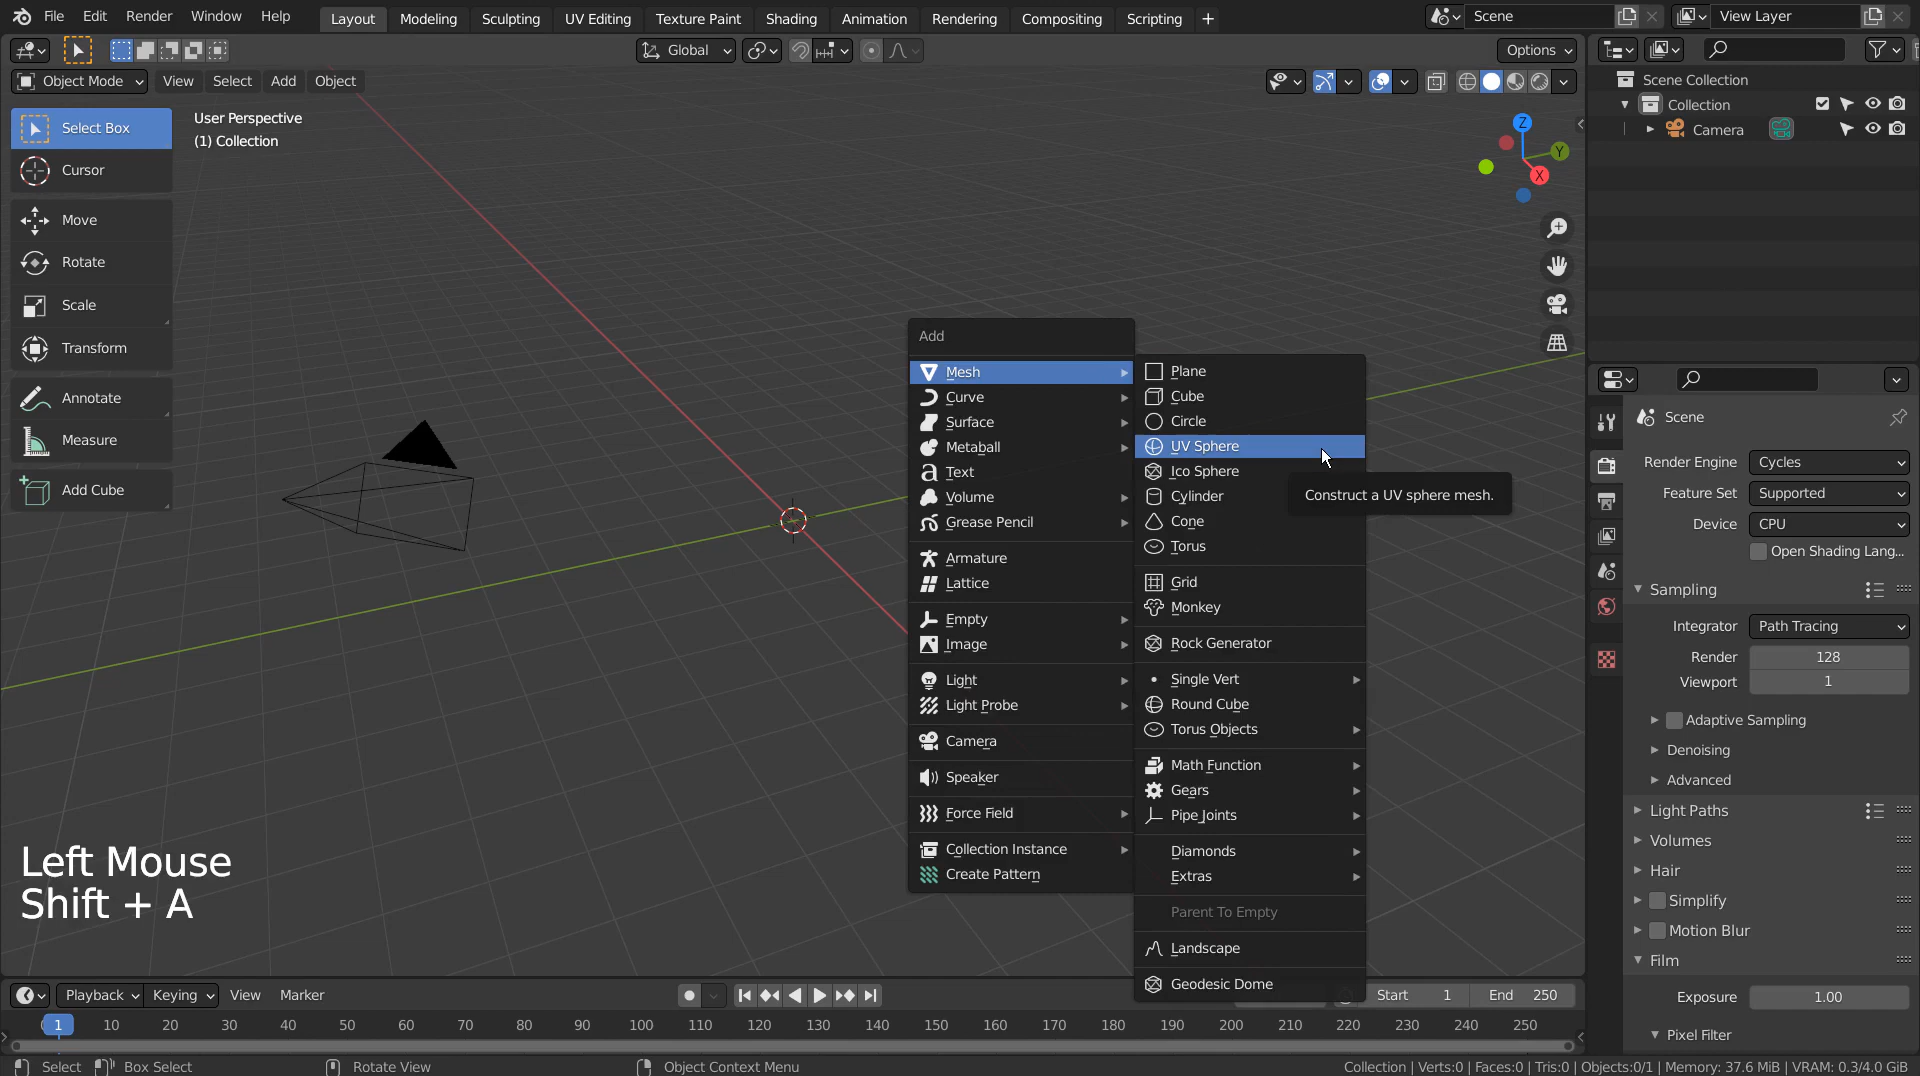 File Edit Render Window Help Layout Modeling Sculpting UV Editing Texture Paint Shading Animation Rendering Compositing Scripting + Scene View Layer
Global Options
Object Mode View Select Add Object
Select Box
Cursor
Move
Rotate
Scale
Transform
Annotate
Measure
Add Cube
User Perspective
(1) Collection
Z
Y
X
Add
Mesh
Curve
Surface
Metaball
Text
Volume
Grease Pencil
Armature
Lattice
Empty
Image
Light
Light Probe
Camera
Speaker
Force Field
Collection Instance
Create Pattern
Plane
Cube
Circle
UV Sphere
Ico Sphere
Cylinder
Cone
Torus
Grid
Monkey
Rock Generator
Single Vert
Round Cube
Torus Objects
Math Function
Gears
Pipe Joints
Diamonds
Extras
Parent To Empty
Landscape
Geodesic Dome
Construct a UV sphere mesh.
Left Mouse
Shift + A
Scene Collection
Collection
Camera
Scene
Render Engine Cycles
Feature Set Supported
Device CPU
Open Shading Lang...
Sampling
Integrator Path Tracing
Render 128
Viewport 1
Adaptive Sampling
Denoising
Advanced
Light Paths
Volumes
Hair
Simplify
Motion Blur
Film
Exposure 1.00
Pixel Filter
Playback Keying View Marker Start 1 End 250
1 10 20 30 40 50 60 70 80 90 100 110 120 130 140 150 160 170 180 190 200 210 220 230 240 250
Select Box Select Rotate View Object Context Menu Collection | Verts:0 | Faces:0 | Tris:0 | Objects:0/1 | Memory: 37.6 MiB | VRAM: 0.3/4.0 GiB